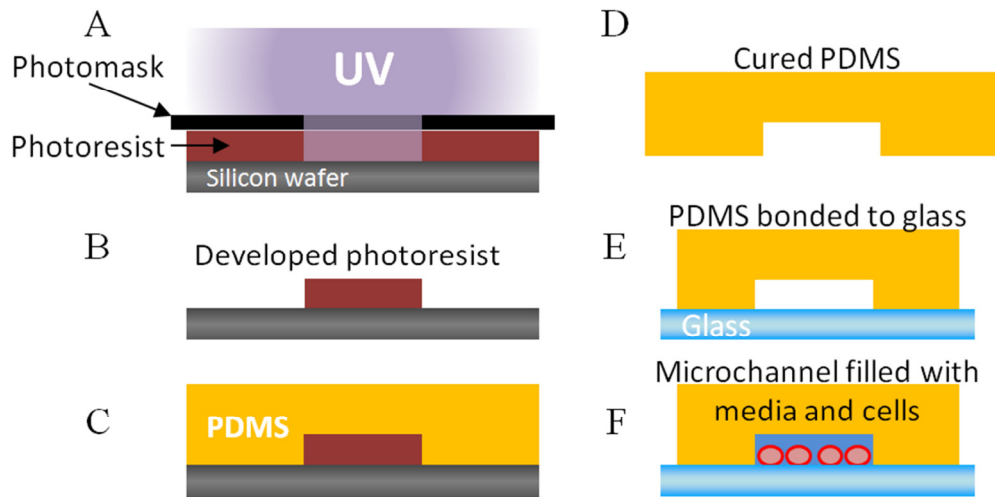 A
UV
Photomask
Photoresist
Silicon wafer
B
Developed photoresist
C
PDMS
D
Cured PDMS
PDMS bonded to glass
E
Glass
Microchannel filled with
media and cells
F